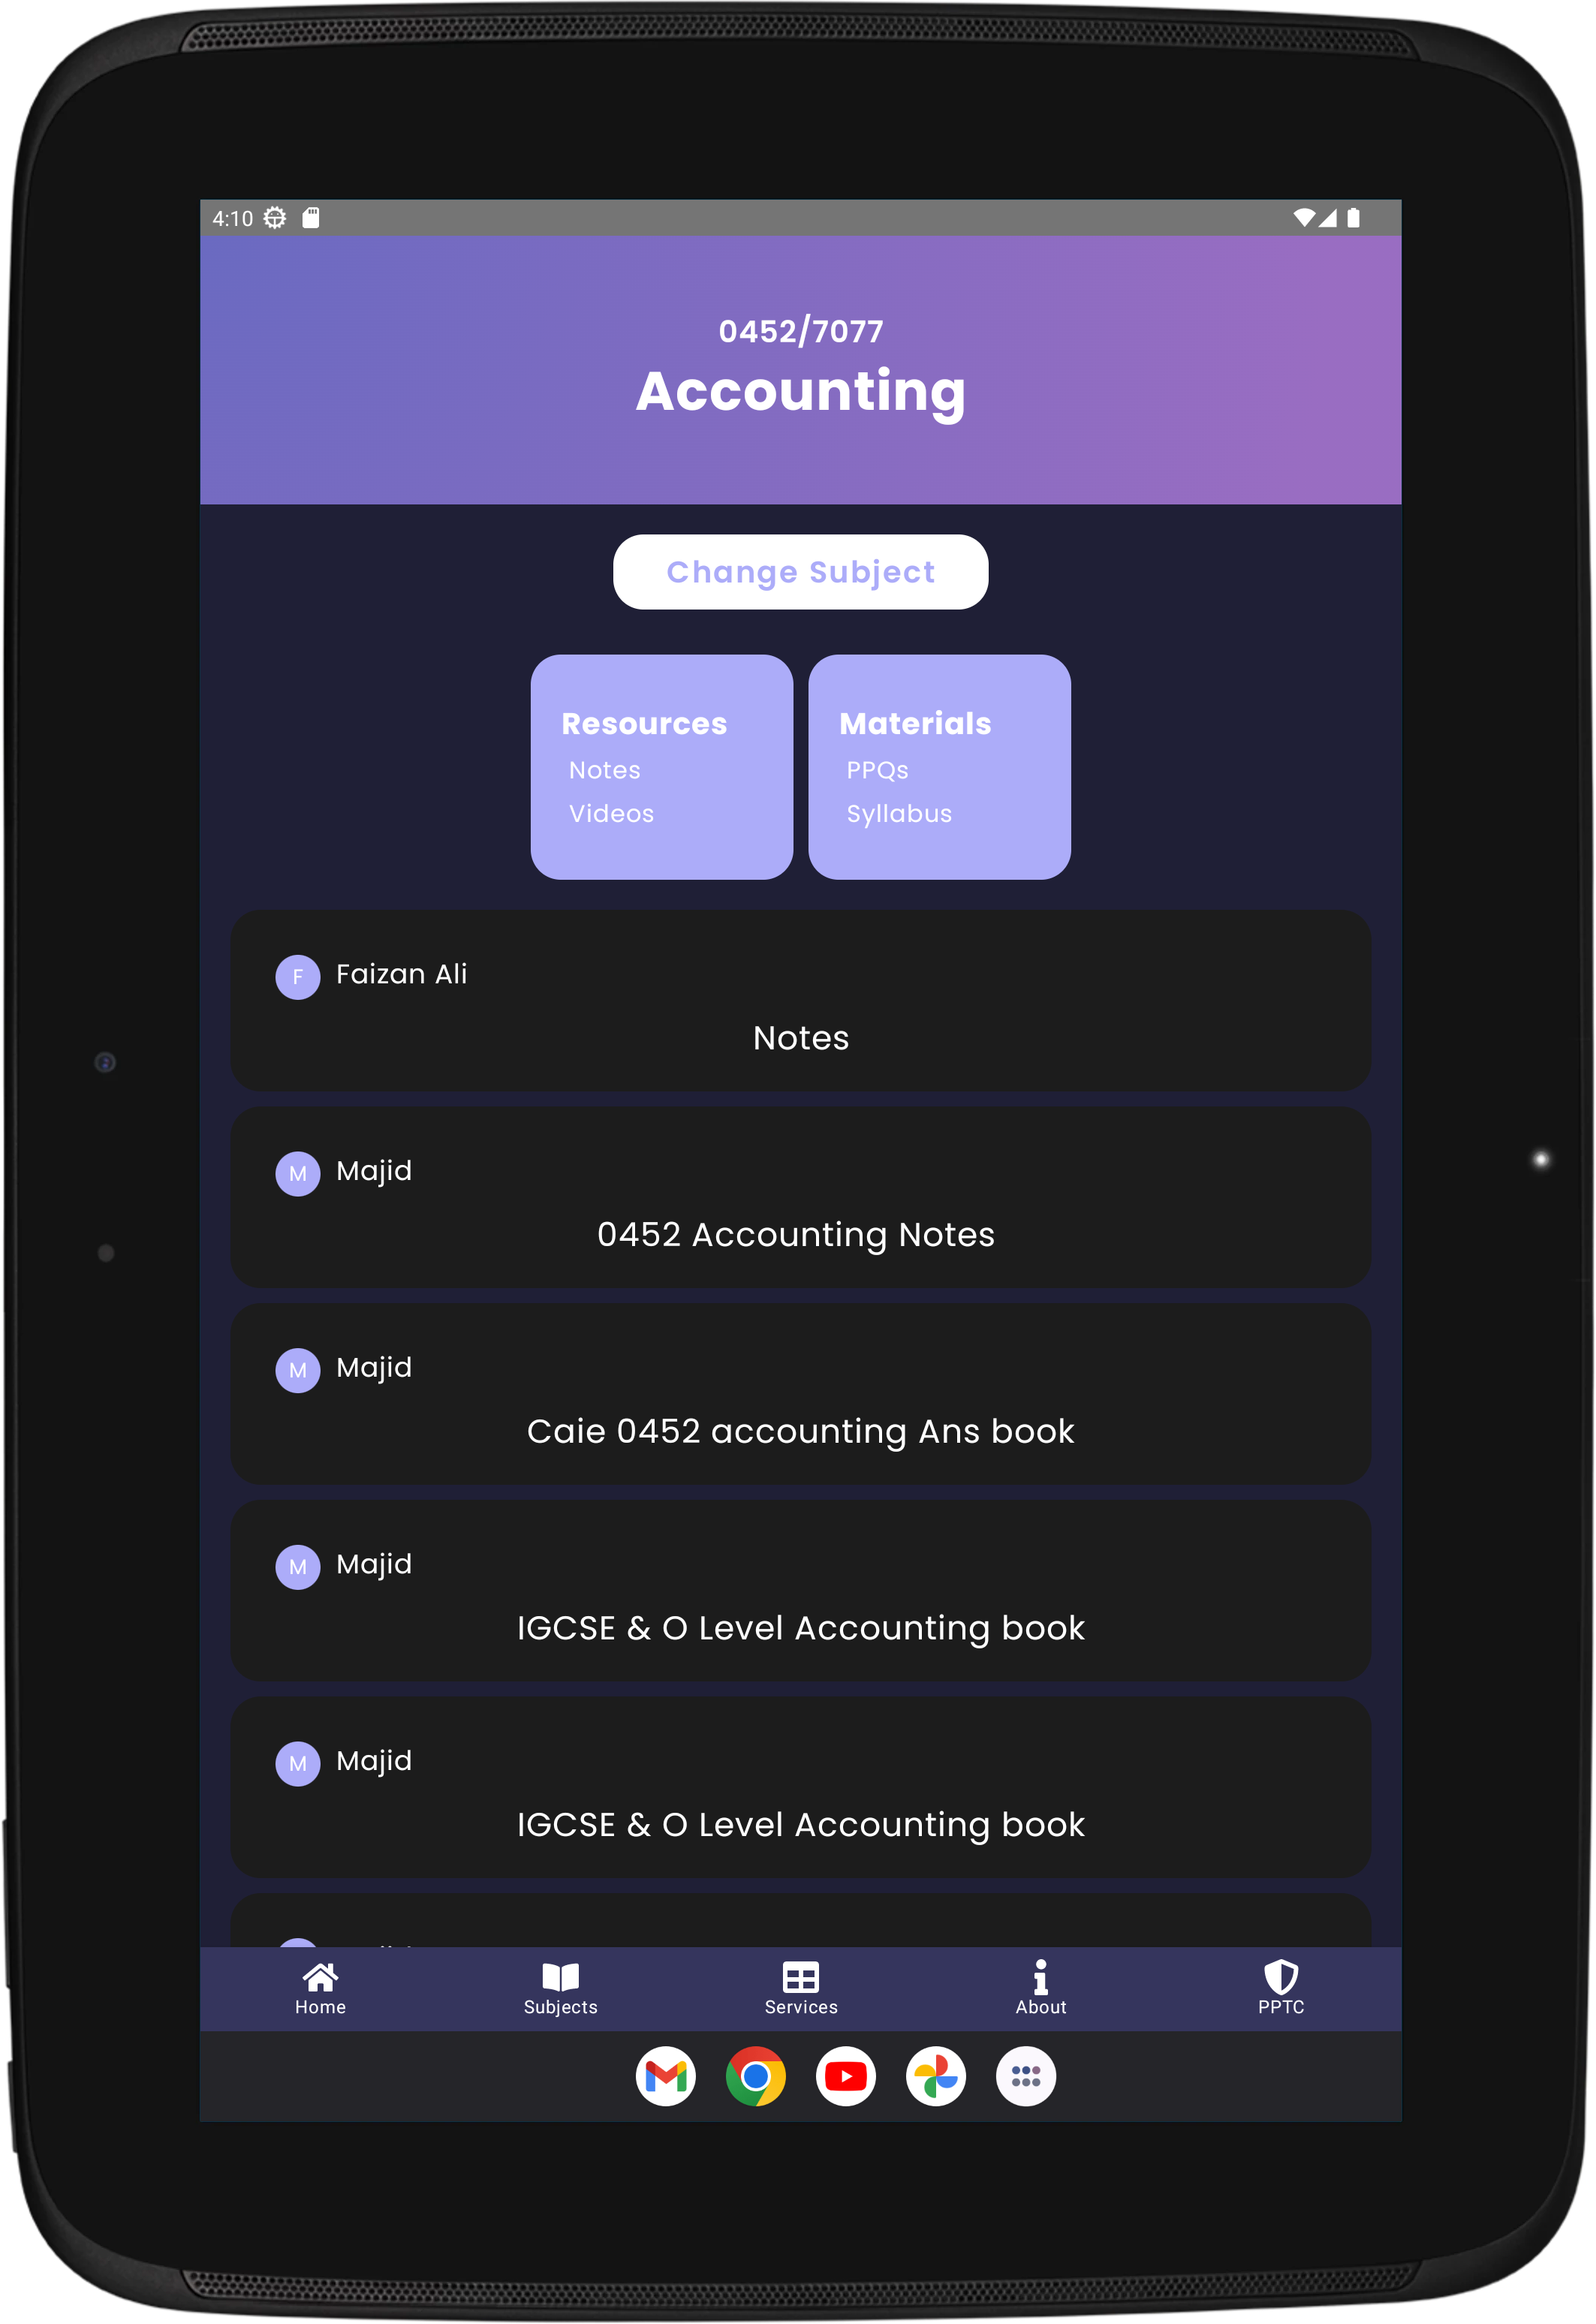 4:10
0452/7077
Accounting
Change Subject
Resources
Notes
Videos
Materials
PPQs
Syllabus
F Faizan Ali
Notes
M Majid
0452 Accounting Notes
M Majid
Caie 0452 accounting Ans book
M Majid
IGCSE & O Level Accounting book
M Majid
IGCSE & O Level Accounting book
Home Subjects Services About PPTC